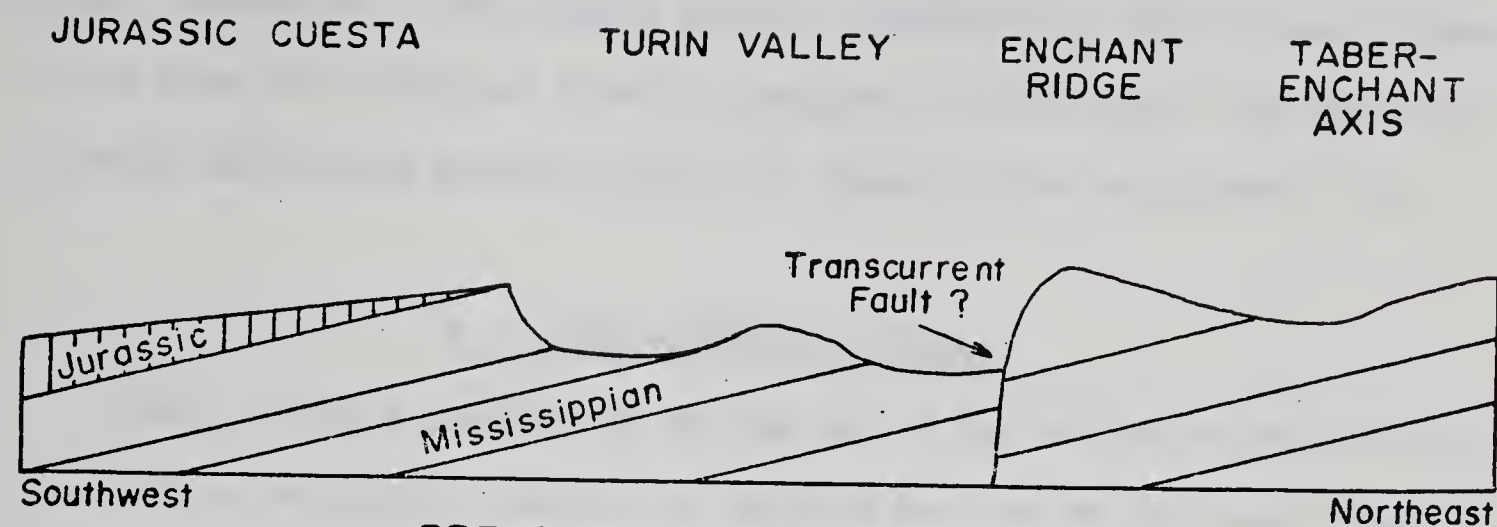 JURASSIC CUESTA
TURIN VALLEY
ENCHANT
RIDGE
TABER-
ENCHANT
AXIS
Transcurrent
Fault ?
Jurassic
Mississippian
Southwest
Northeast